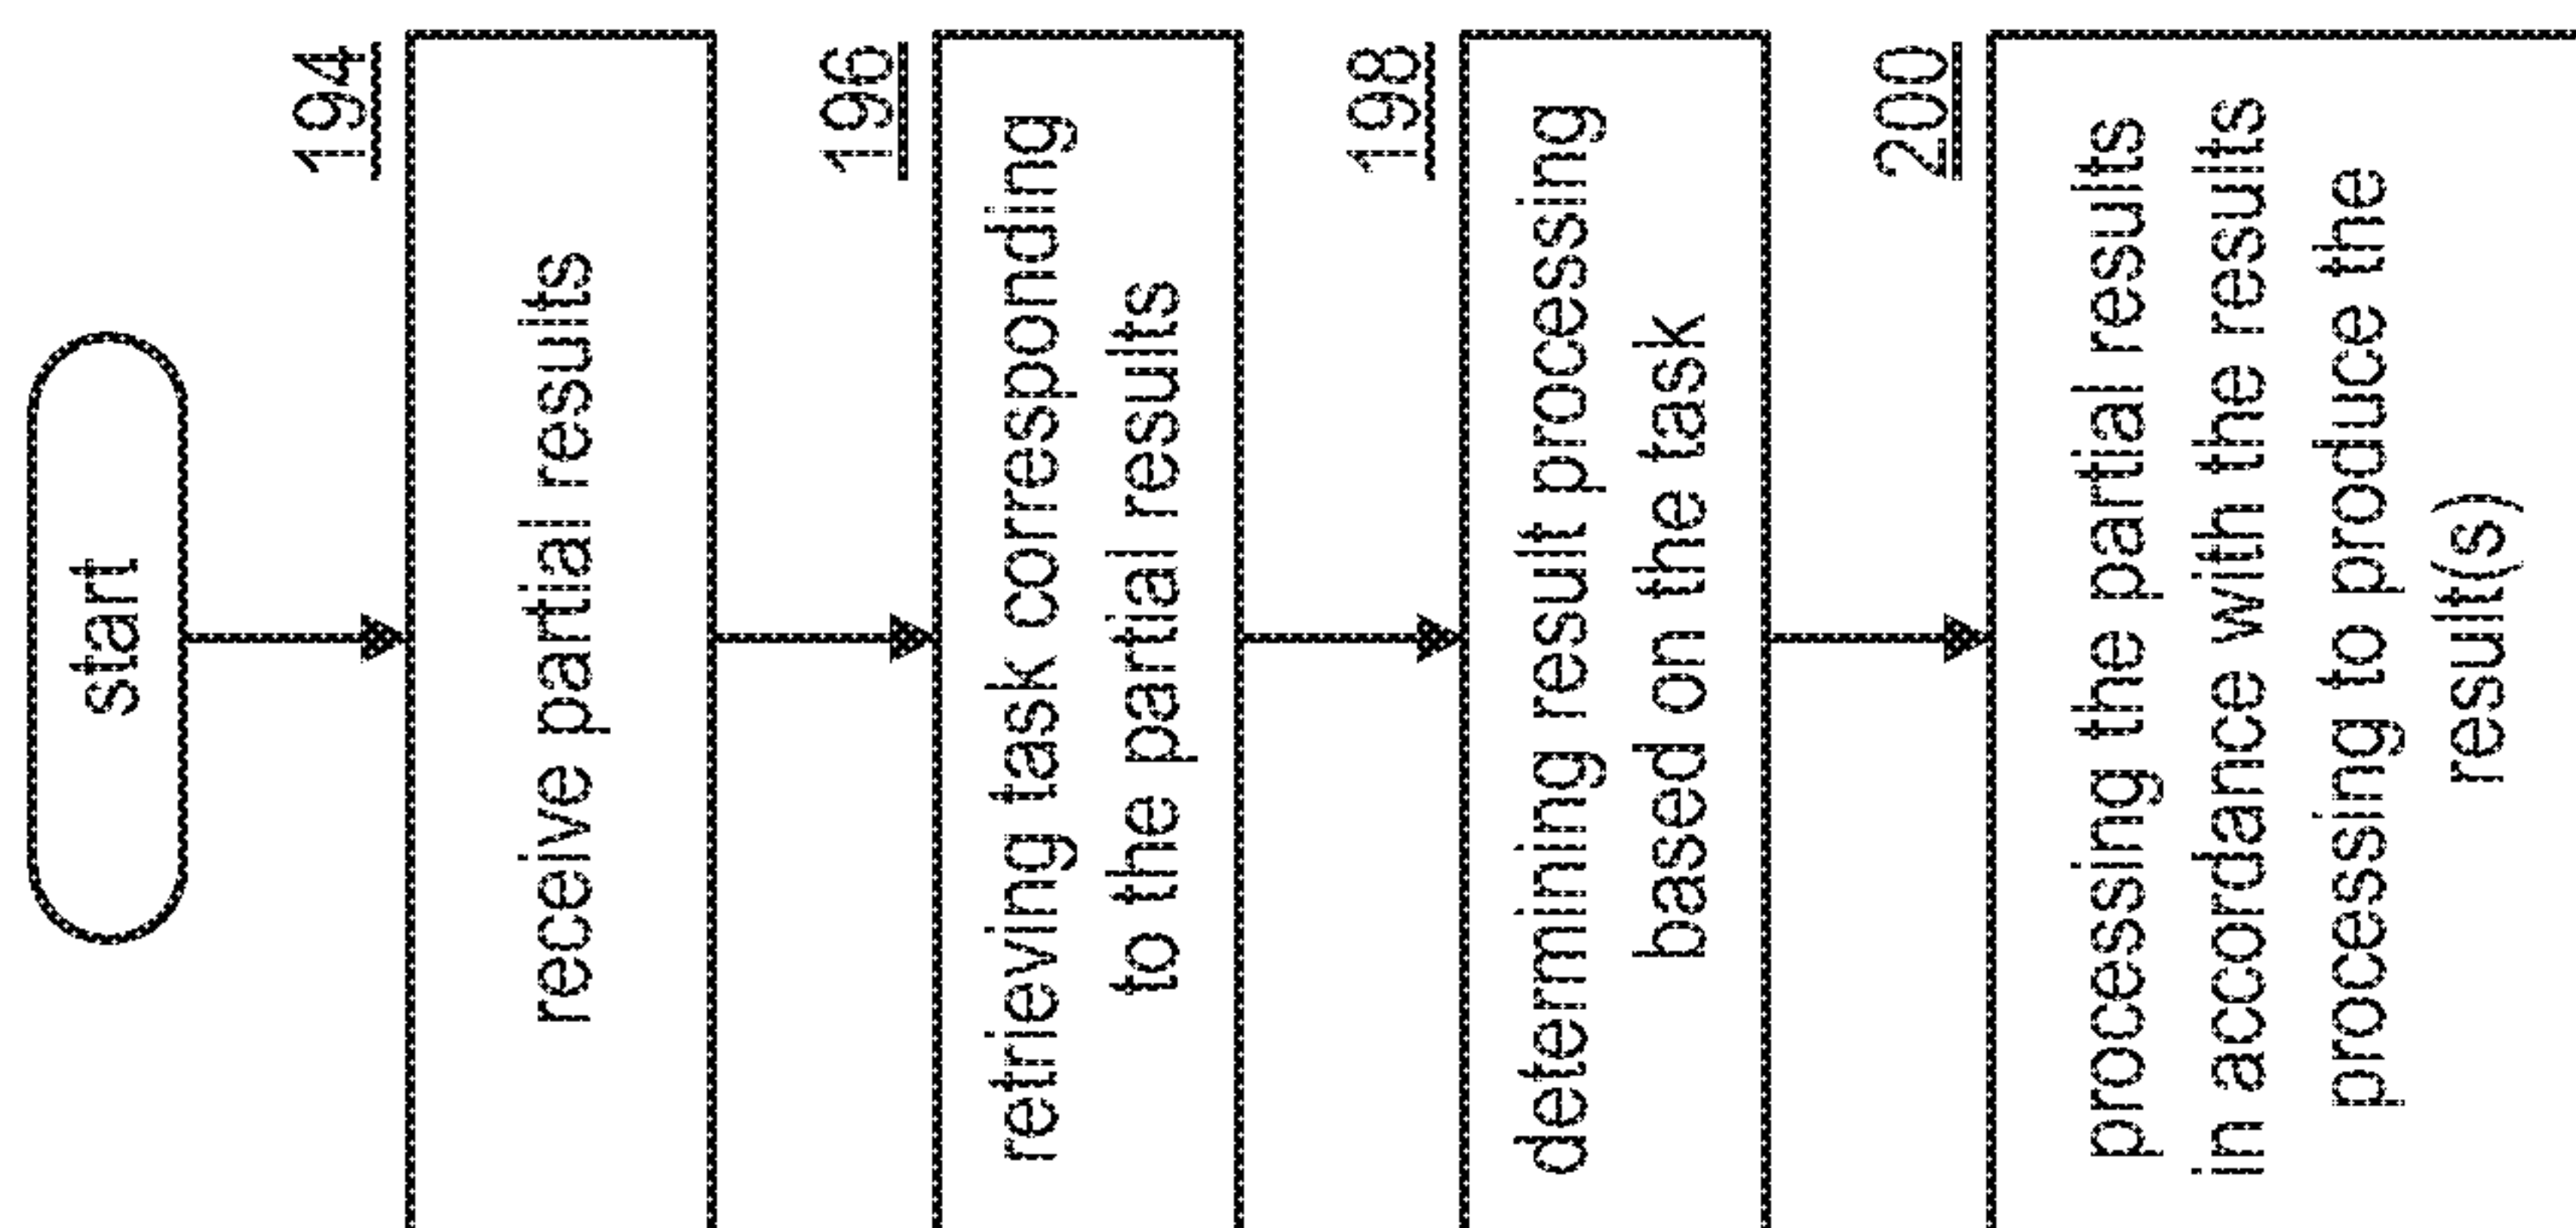 start
194
receive partial results
196
retrieving task corresponding
to the partial results
198
determining result processing
based on the task
200
processing the partial results
in accordance with the results
processing to produce the
result(s)